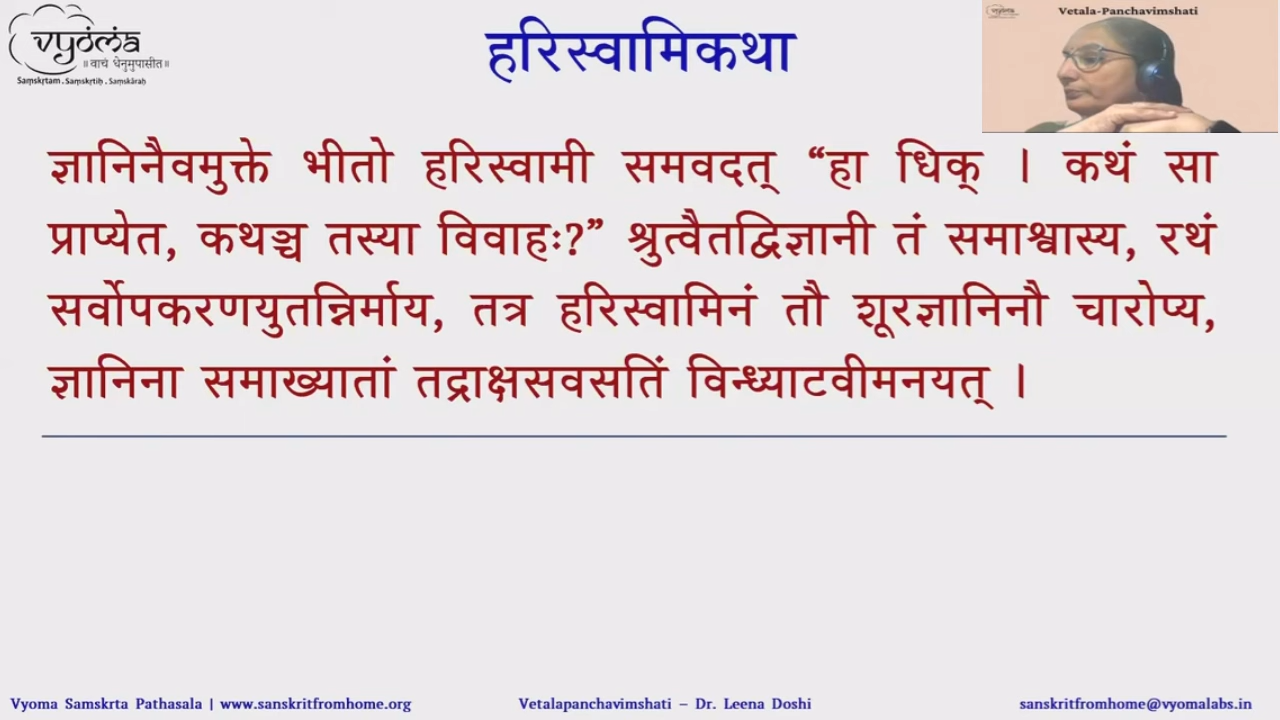 vyoma
॥ वाचं धेनुमुपासीत॥
Saṃskṛtam . Saṃskṛtiḥ . Saṃskāraḥ
हरिस्वामिकथा
Vetala-Panchavimshati
ज्ञानिनैवमुक्ते भीतो हरिस्वामी समवदत् “हा धिक् । कथं सा
प्राप्येत, कथञ्च तस्या विवाहः?” श्रुत्वैतद्विज्ञानी तं समाश्वास्य, रथं
सर्वोपकरणयुतन्निर्माय, तत्र हरिस्वामिनं तौ शूरज्ञानिनौ चारोप्य,
ज्ञानिना समाख्यातां तद्राक्षसवसतिं विन्ध्याटवीमनयत् ।
Vyoma Samskrta Pathasala | www.sanskritfromhome.org
Vetalapanchavimshati – Dr. Leena Doshi
sanskritfromhome@vyomalabs.in